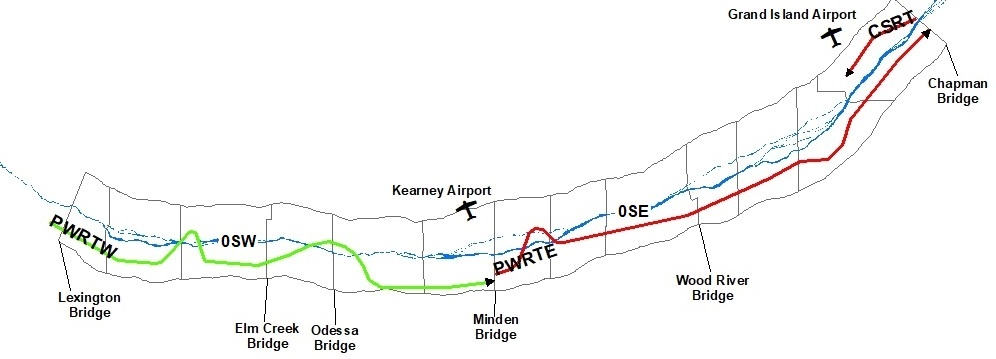 Grand Island Airport
CSRT
Chapman
Bridge
Kearney Airport
PWRTW
0SW
0SE
PWRTE
Lexington
Bridge
Elm Creek
Bridge
Odessa
Bridge
Minden
Bridge
Wood River
Bridge